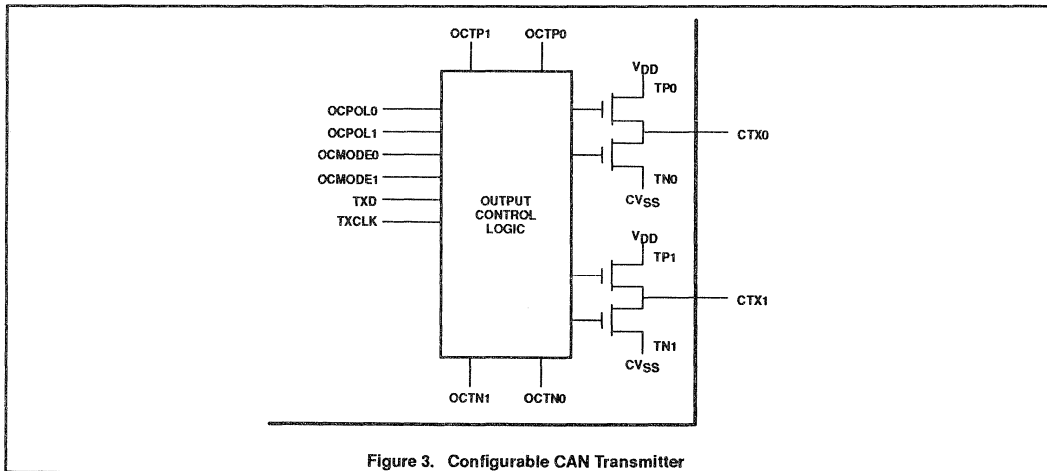 OCTP1 OCTP0
VDD
TP0
OCPOL0
OCPOL1
CTX0
OCMODE0
OCMODE1
TN0
TXD
OUTPUT
CONTROL
LOGIC
CVSS
TXCLK
VDD
TP1
CTX1
TN1
CVSS
OCTN1 OCTN0
Figure 3. Configurable CAN Transmitter